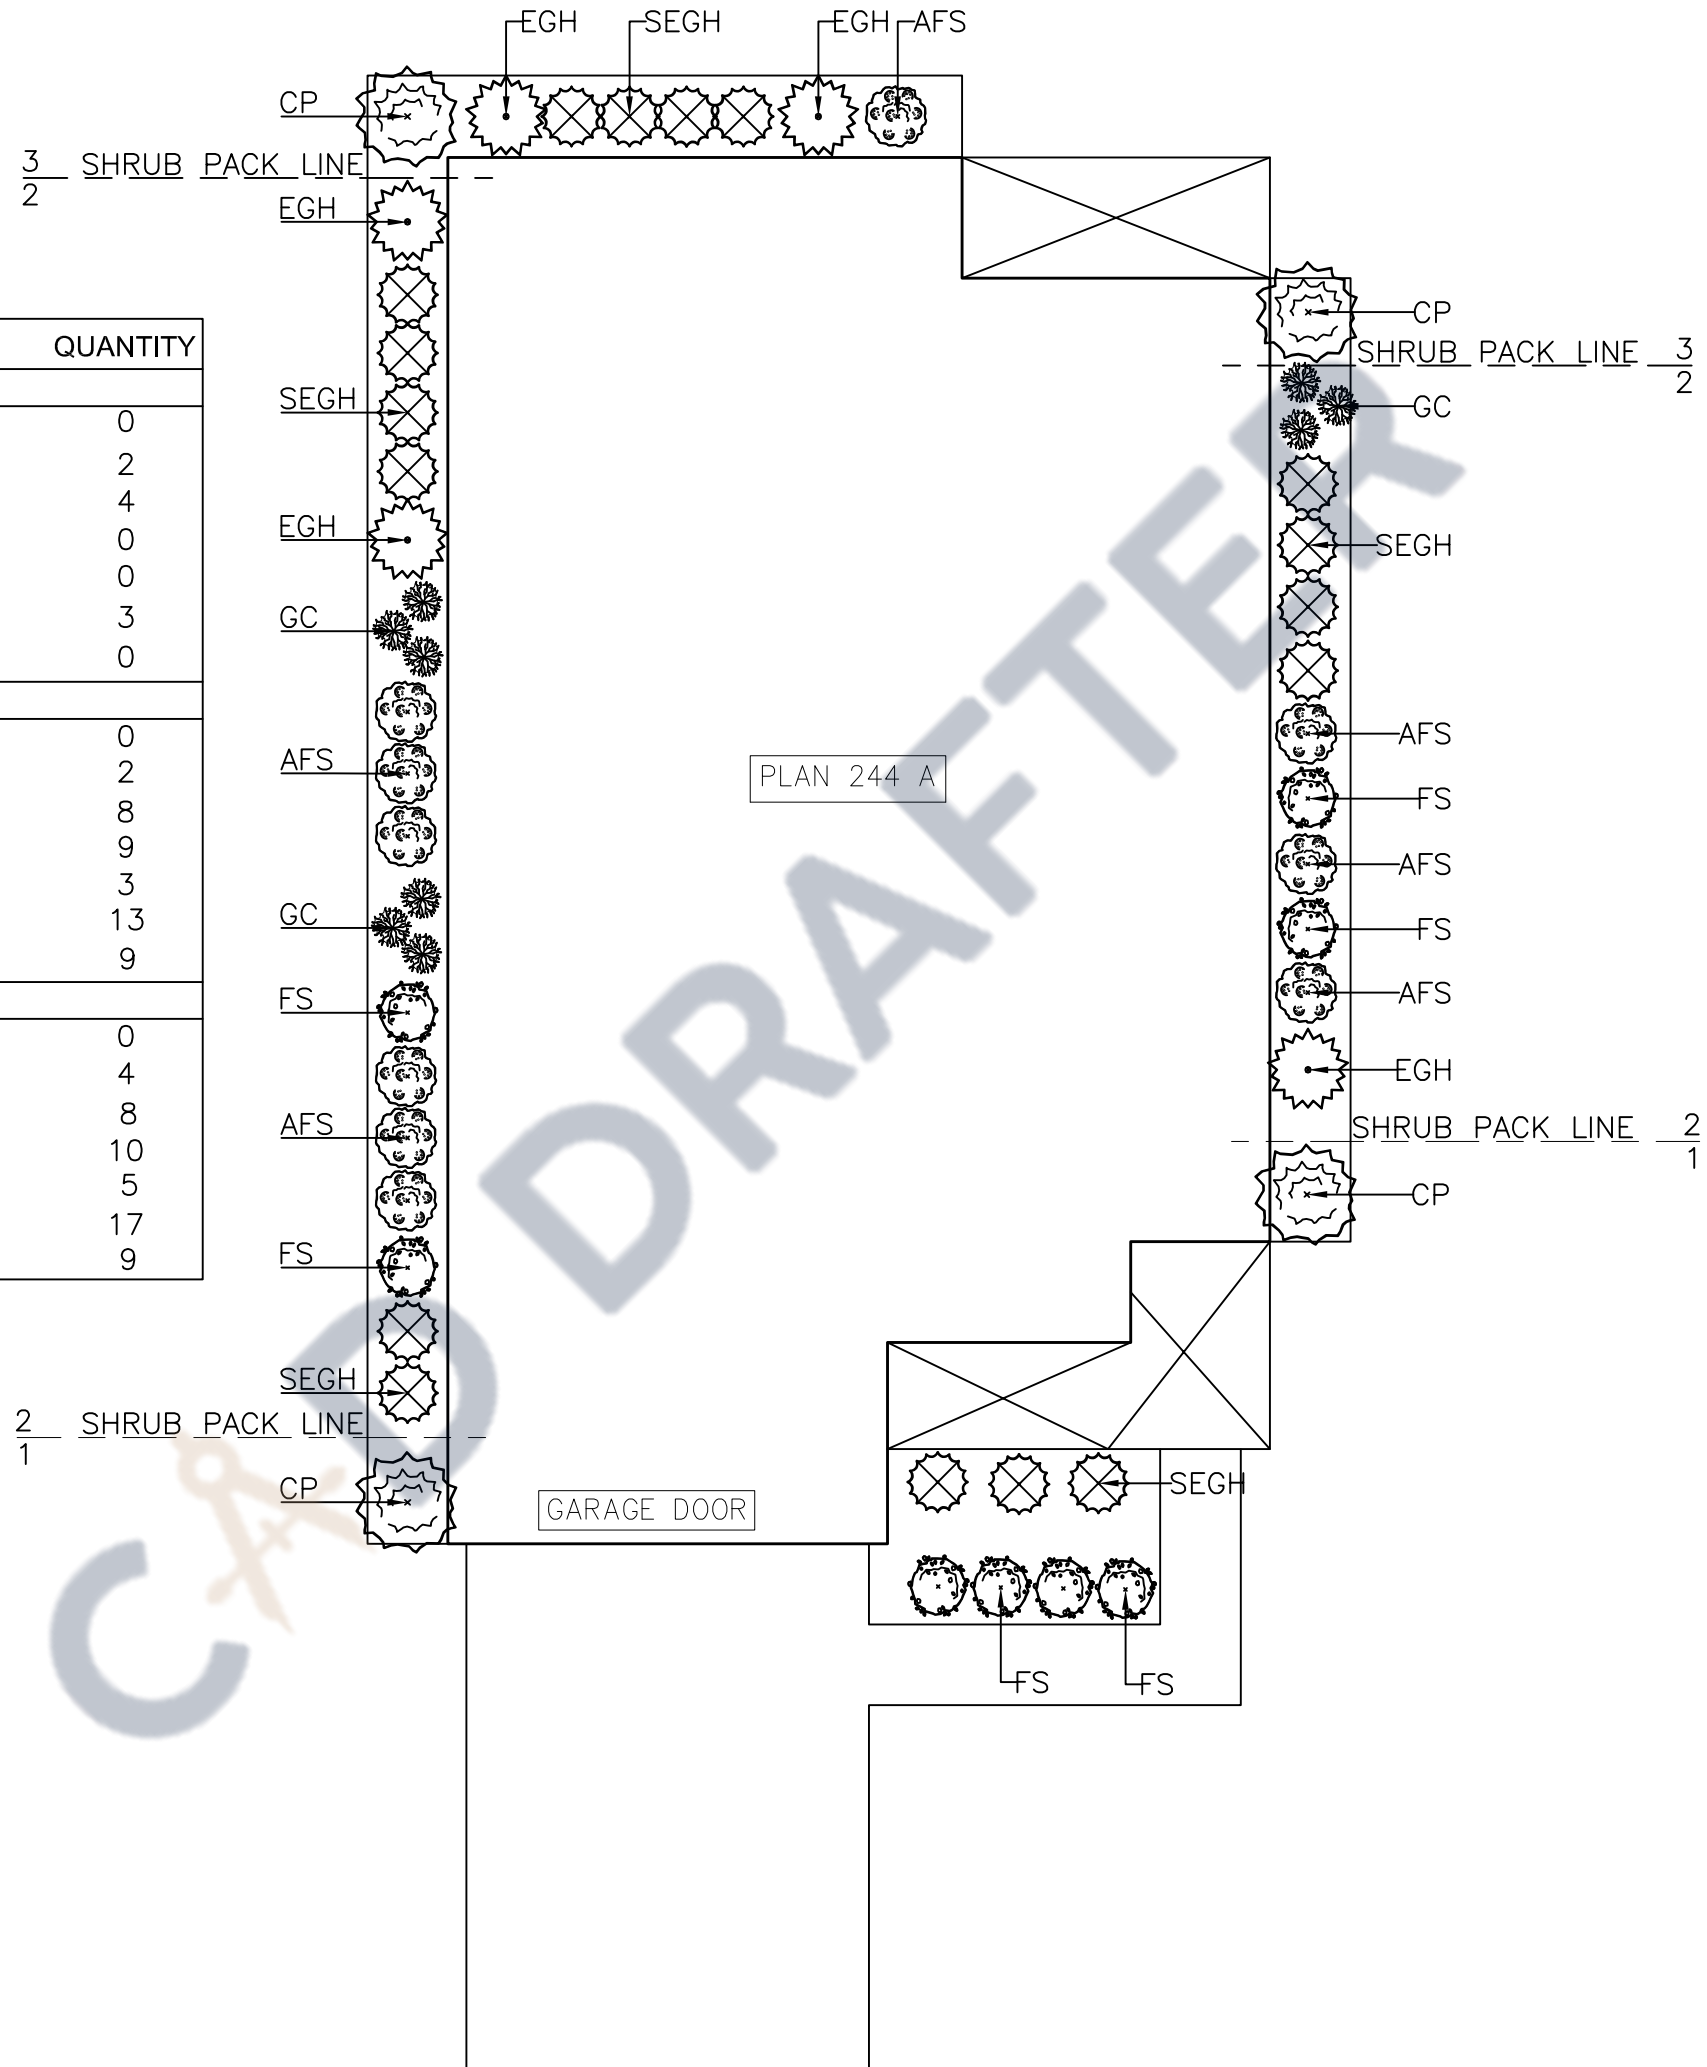 EGH
SEGH
EGH
AFS
CP
3
SHRUB PACK LINE
2
EGH
CP
QUANTITY
SHRUB PACK LINE
3
2
SEGH
GC
0
2
4
EGH
SEGH
0
0
3
GC
0
0
AFS
AFS
2
PLAN 244 A
FS
8
9
AFS
3
13
GC
FS
9
FS
AFS
0
4
EGH
8
AFS
SHRUB PACK LINE
2
1
10
5
CP
17
9
FS
SEGH
2
SHRUB PACK LINE
1
CP
SEGH
GARAGE DOOR
FS
FS
CAD DRAFTER